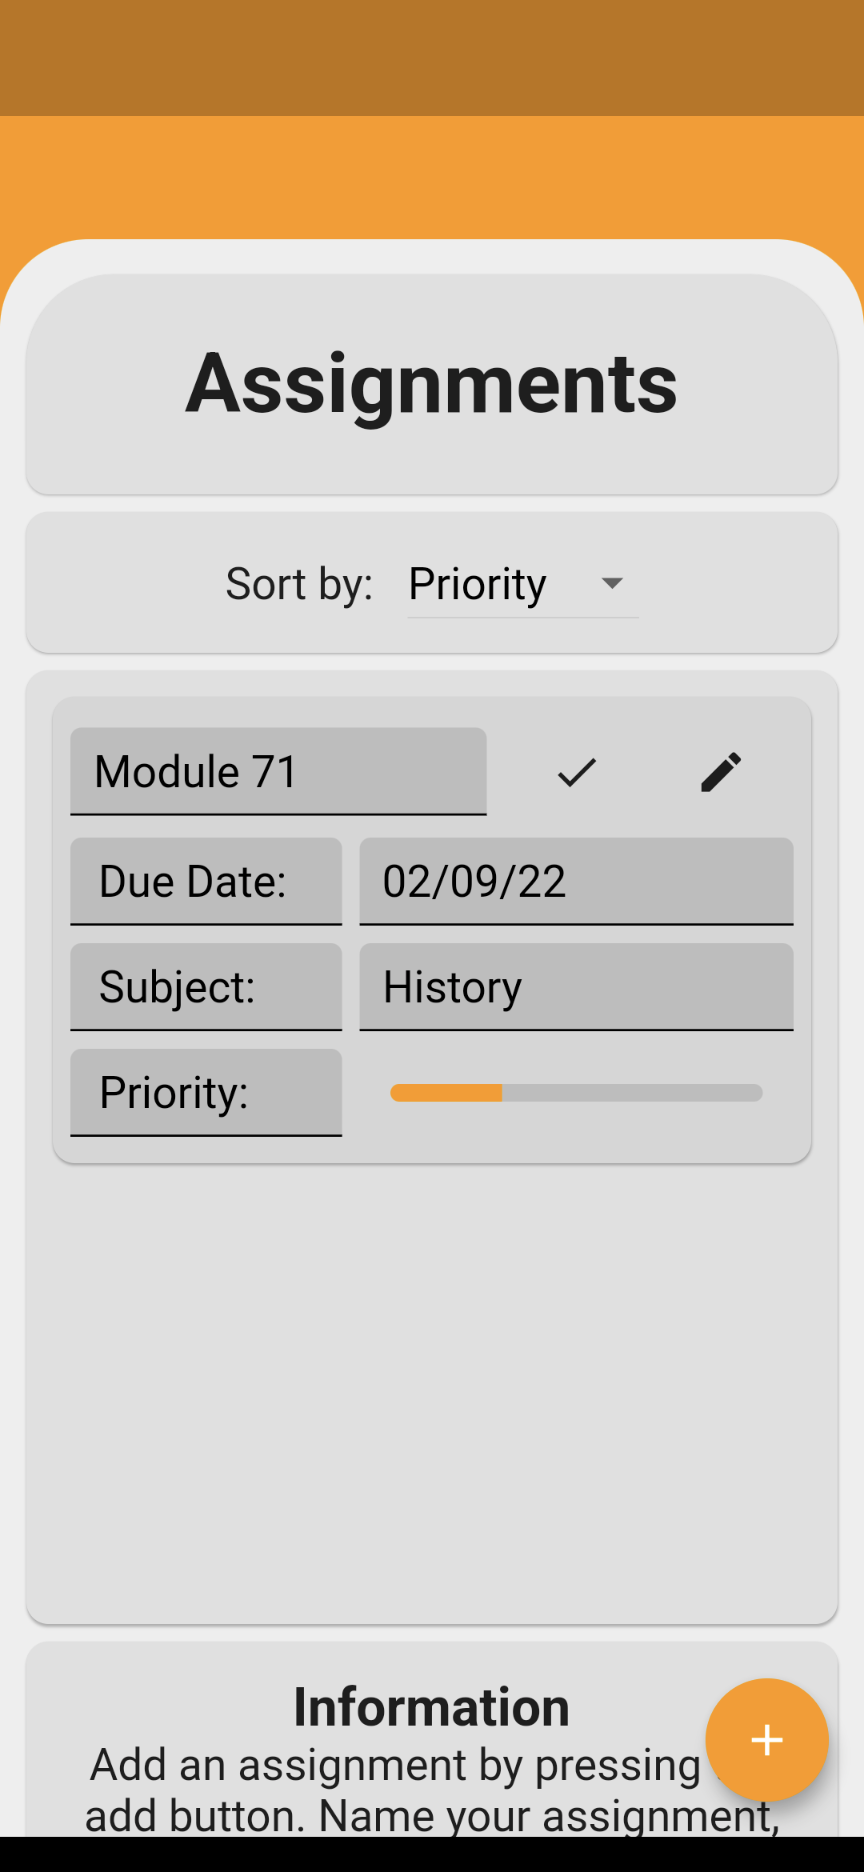 Assignments
Sort by: Priority
Module 71
Due Date: 02/09/22
Subject: History
Priority:
Information
Add an assignment by pressing
add button. Name your assignment,